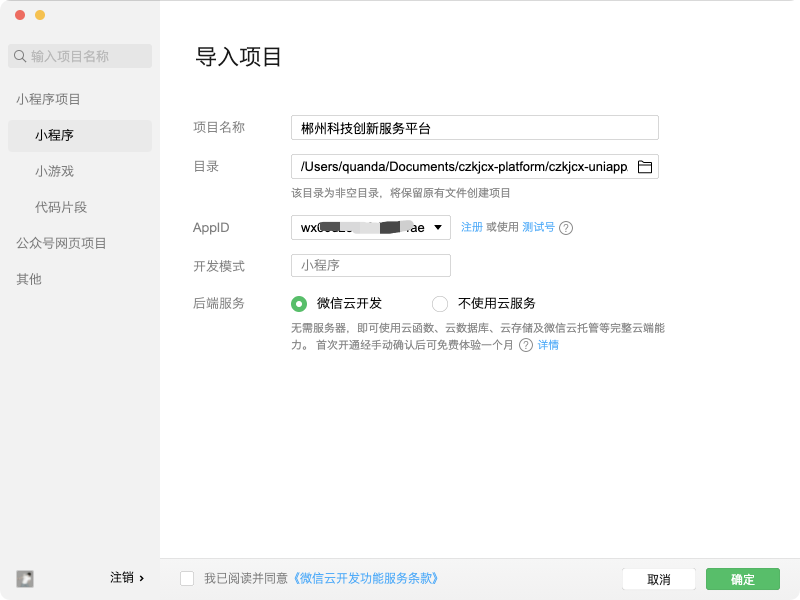 输入项目名称
小程序项目
小程序
小游戏
代码片段
公众号网页项目
其他
注销 ›
导入项目
项目名称
郴州科技创新服务平台
目录
/Users/quanda/Documents/czkjcx-platform/czkjcx-uniapp
该目录为非空目录，将保留原有文件创建项目
AppID
注册 或使用 测试号 ?
开发模式
小程序
后端服务
微信云开发 不使用云服务
无需服务器，即可使用云函数、云数据库、云存储及微信云托管等完整云端能
力。 首次开通经手动确认后可免费体验一个月 ? 详情
我已阅读并同意《微信云开发功能服务条款》
取消
确定